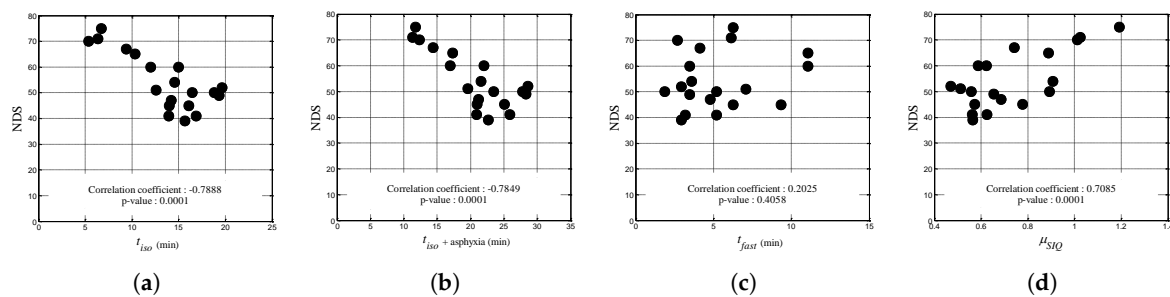 80
70
60
50
40
30
20
10
0
NDS
Correlation coefficient : -0.7888
p-value : 0.0001
0 5 10 15 20 25
t_iso (min)
(a)
80
70
60
50
40
30
20
10
0
NDS
Correlation coefficient : -0.7849
p-value : 0.0001
0 5 10 15 20 25 30 35
t_iso + asphyxia (min)
(b)
80
70
60
50
40
30
20
10
0
NDS
Correlation coefficient : 0.2025
p-value : 0.4058
0 5 10 15
t_fast (min)
(c)
80
70
60
50
40
30
20
10
0
NDS
Correlation coefficient : 0.7085
p-value : 0.0001
0.4 0.6 0.8 1 1.2 1.4
μ_SIQ
(d)